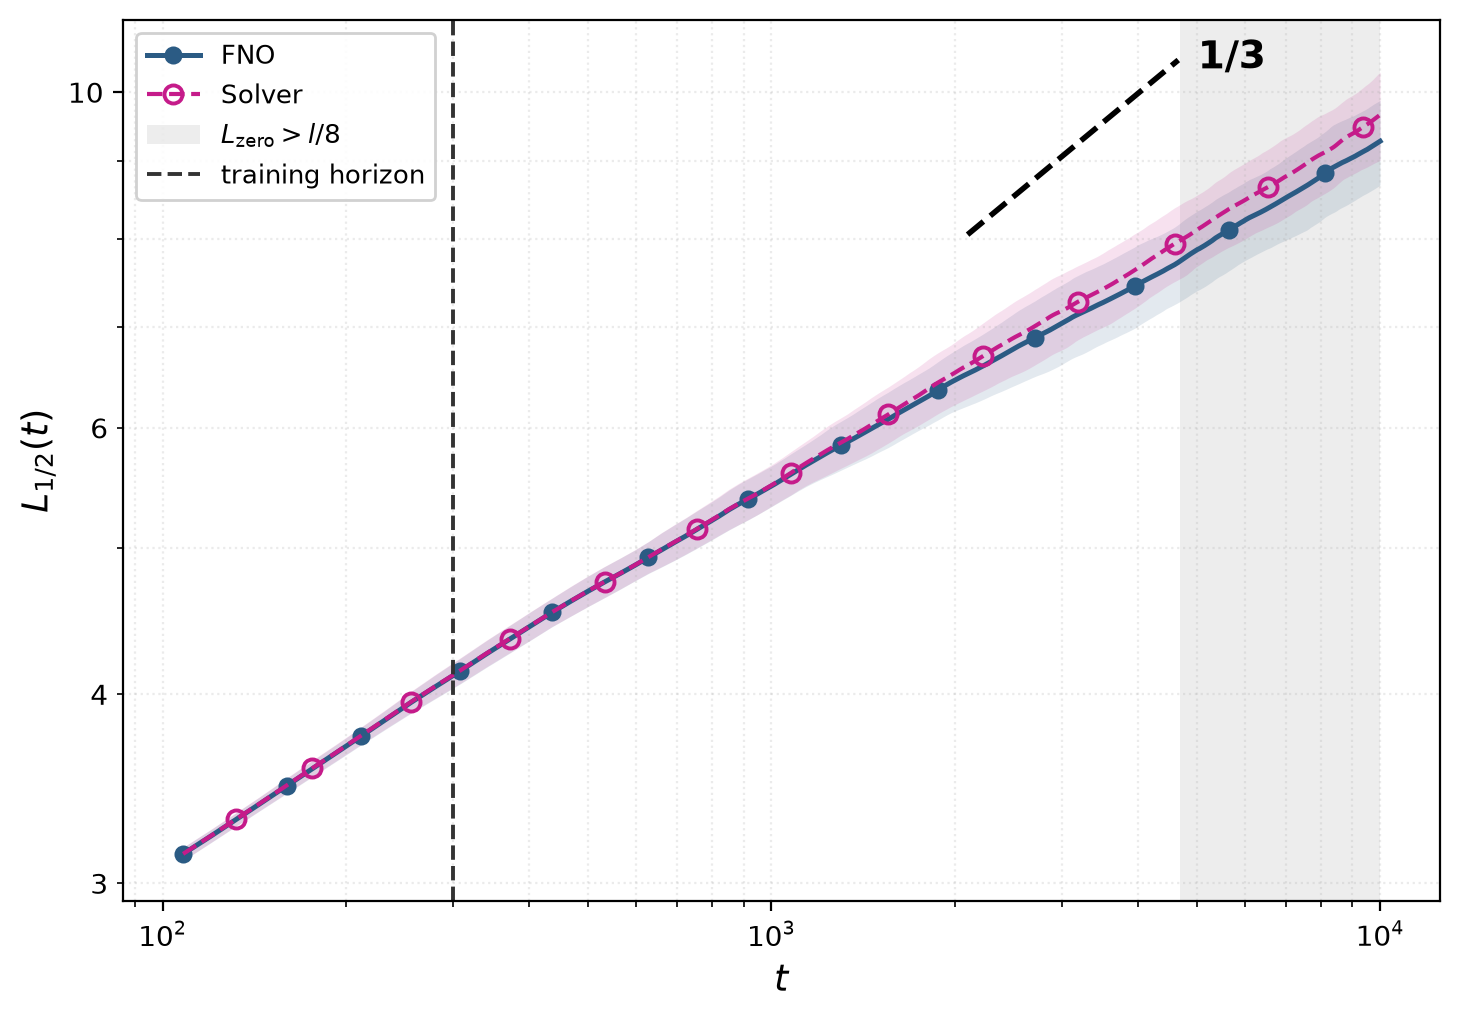 FNO
Solver
L_zero > l/8
training horizon
1/3
10
6
4
3
L_{1/2}(t)
10^2
10^3
10^4
t